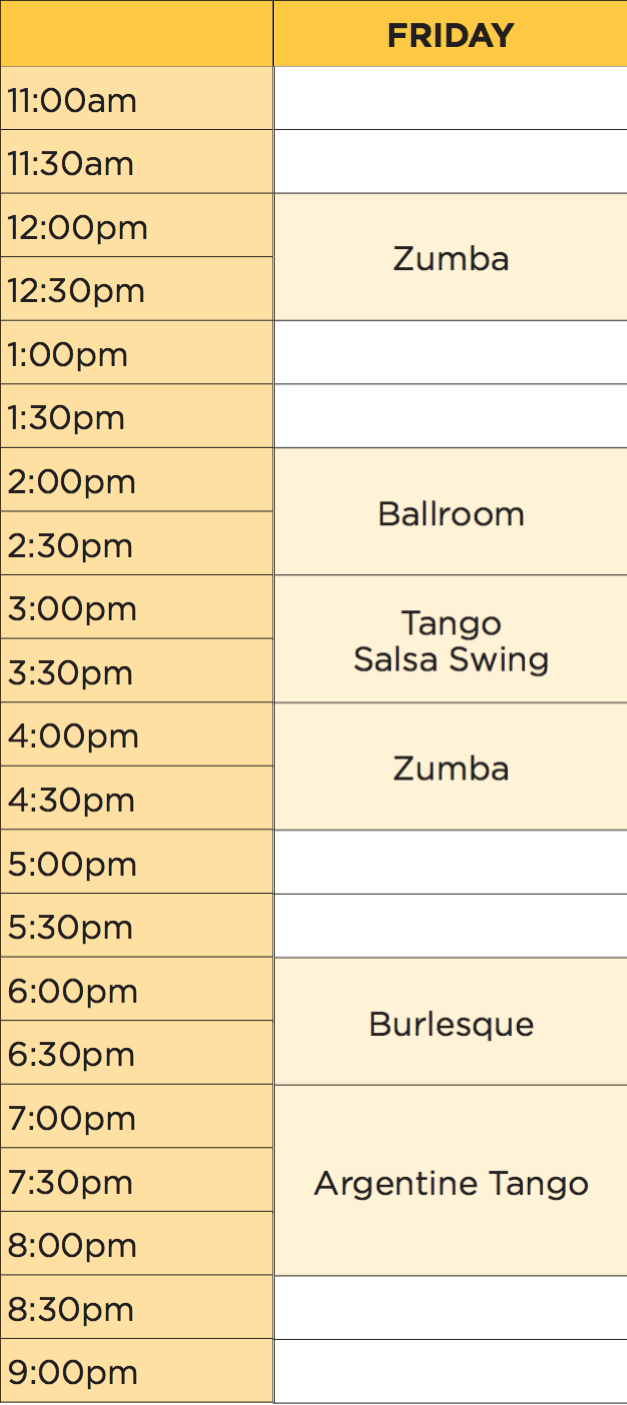 FRIDAY
11:00am
11:30am
12:00pm
Zumba
12:30pm
1:00pm
1:30pm
2:00pm
Ballroom
2:30pm
3:00pm
Tango
Salsa Swing
3:30pm
4:00pm
Zumba
4:30pm
5:00pm
5:30pm
6:00pm
Burlesque
6:30pm
7:00pm
7:30pm
Argentine Tango
8:00pm
8:30pm
9:00pm